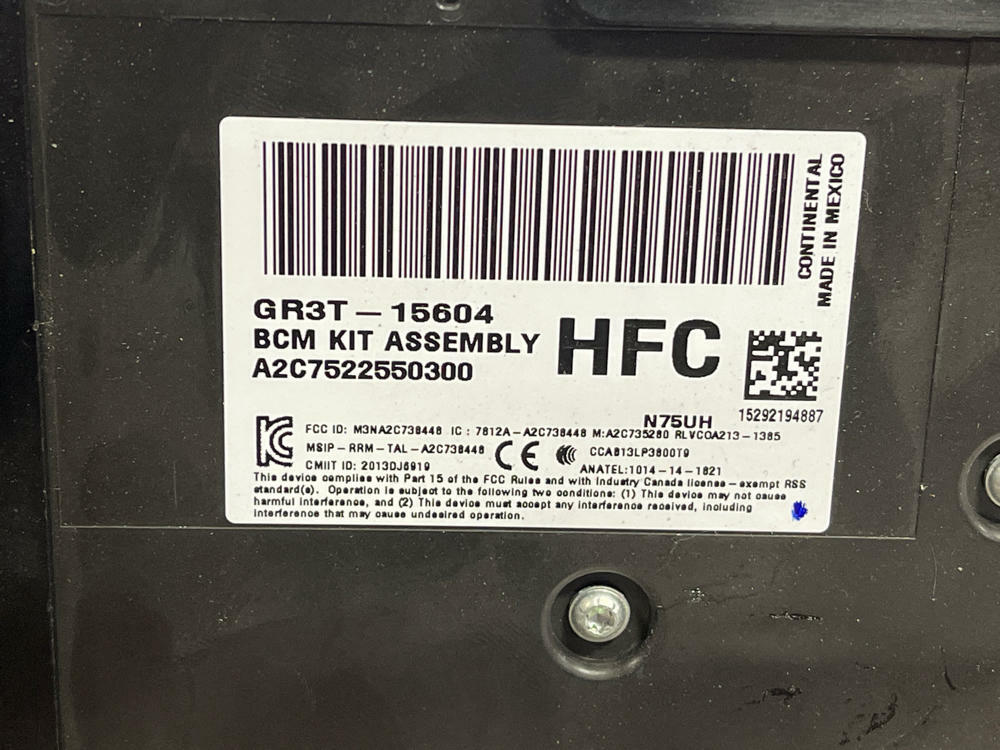 CONTINENTAL
MADE IN MEXICO
GR3T-15604
BCM KIT ASSEMBLY
A2C7522550300
HFC
15292194887
N75UH
FCC ID: M3NA2C738448 IC : 7812A-A2C738448 M:A2C735280 RLVCOA213-1385
MSIP-RRM-TAL-A2C738448 CE CCAB13LP3800T9
CMIIT ID: 2013DJ6919 ANATEL:1014-14-1821
This device complies with Part 15 of the FCC Rules and with Industry Canada license-exempt RSS
standard(s). Operation is subject to the following two conditions: (1) This device may not cause
harmful interference, and (2) This device must accept any interference received, including
interference that may cause undesired operation.